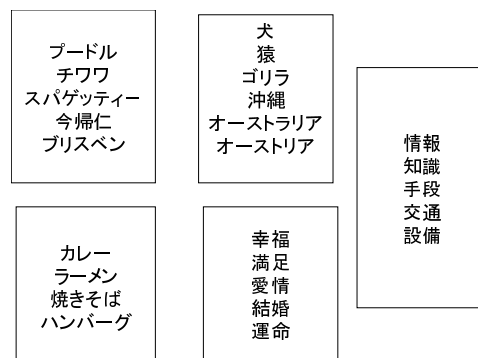 プードル
チワワ
スパゲッティー
今帰仁
ブリスベン
犬
猿
ゴリラ
沖縄
オーストラリア
オーストリア
情報
知識
手段
交通
設備
カレー
ラーメン
焼きそば
ハンバーグ
幸福
満足
愛情
結婚
運命